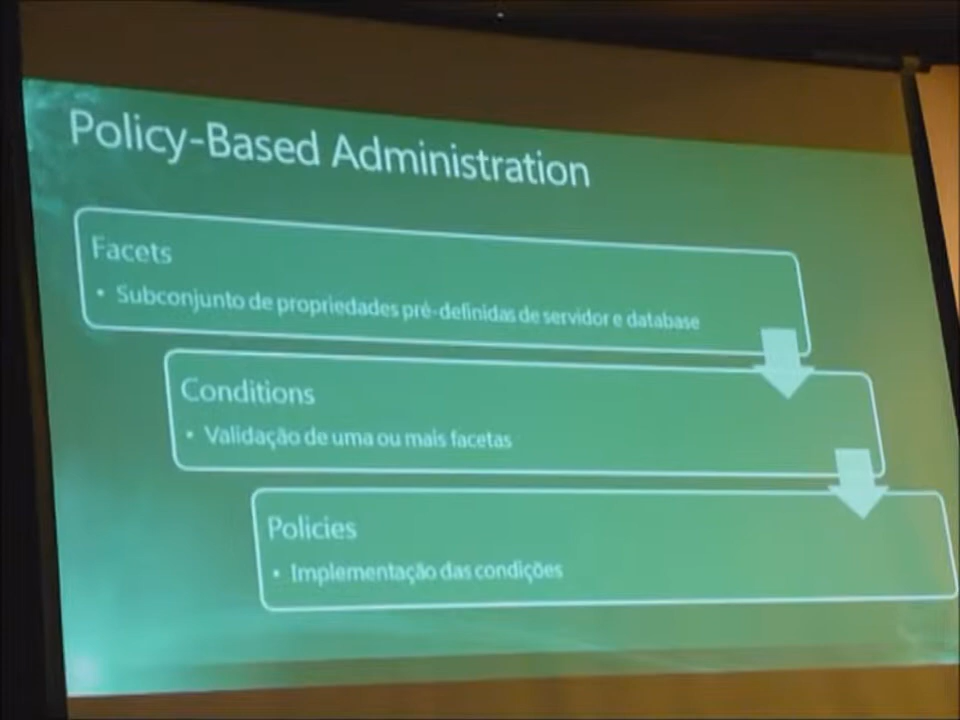 Policy-Based Administration
Facets
• Subconjunto de propriedades pré-definidas de servidor e database
Conditions
• Validação de uma ou mais facetas
Policies
• Implementação das condições